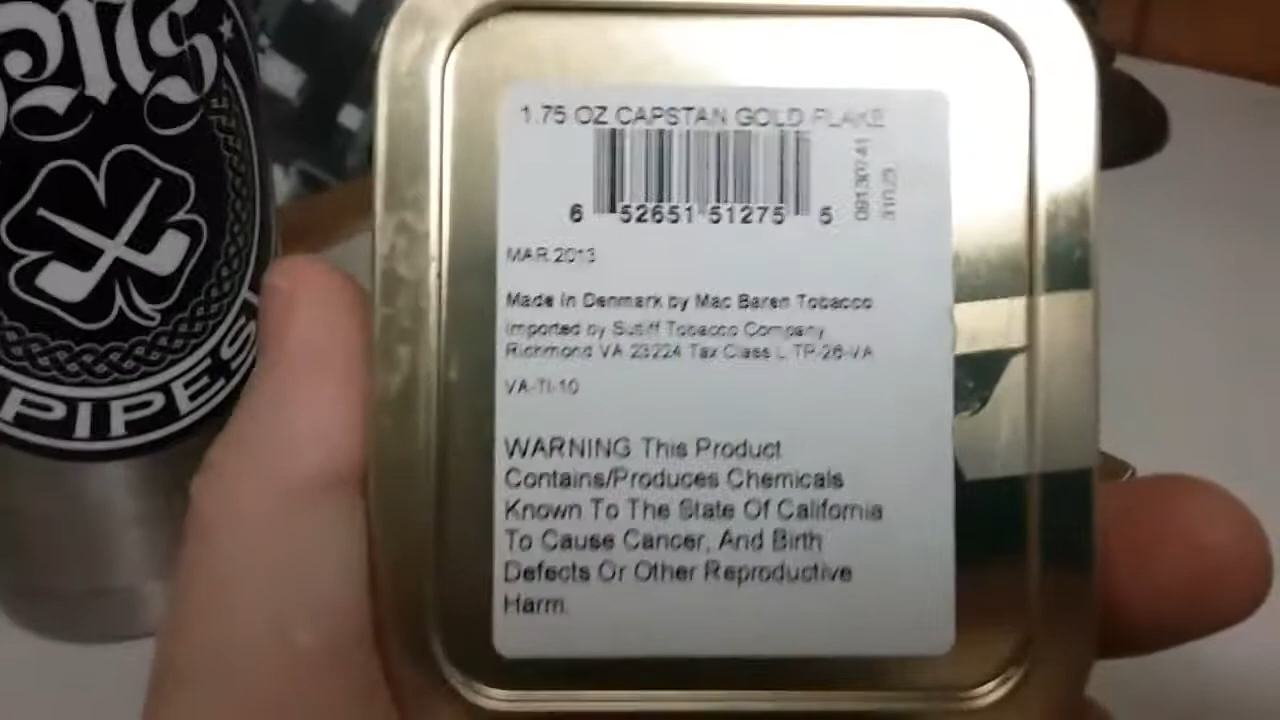 1.75 OZ CAPSTAN GOLD FLAKE
6 52651 51275 5
MAR 2013
Made in Denmark by Mac Baren Tobacco
Imported by Sutliff Tobacco Company
Richmond VA 23224 Tax Class L TP-26-VA
VA-TI-10
WARNING This Product
Contains/Produces Chemicals
Known To The State Of California
To Cause Cancer, And Birth
Defects Or Other Reproductive
Harm.
PIPES